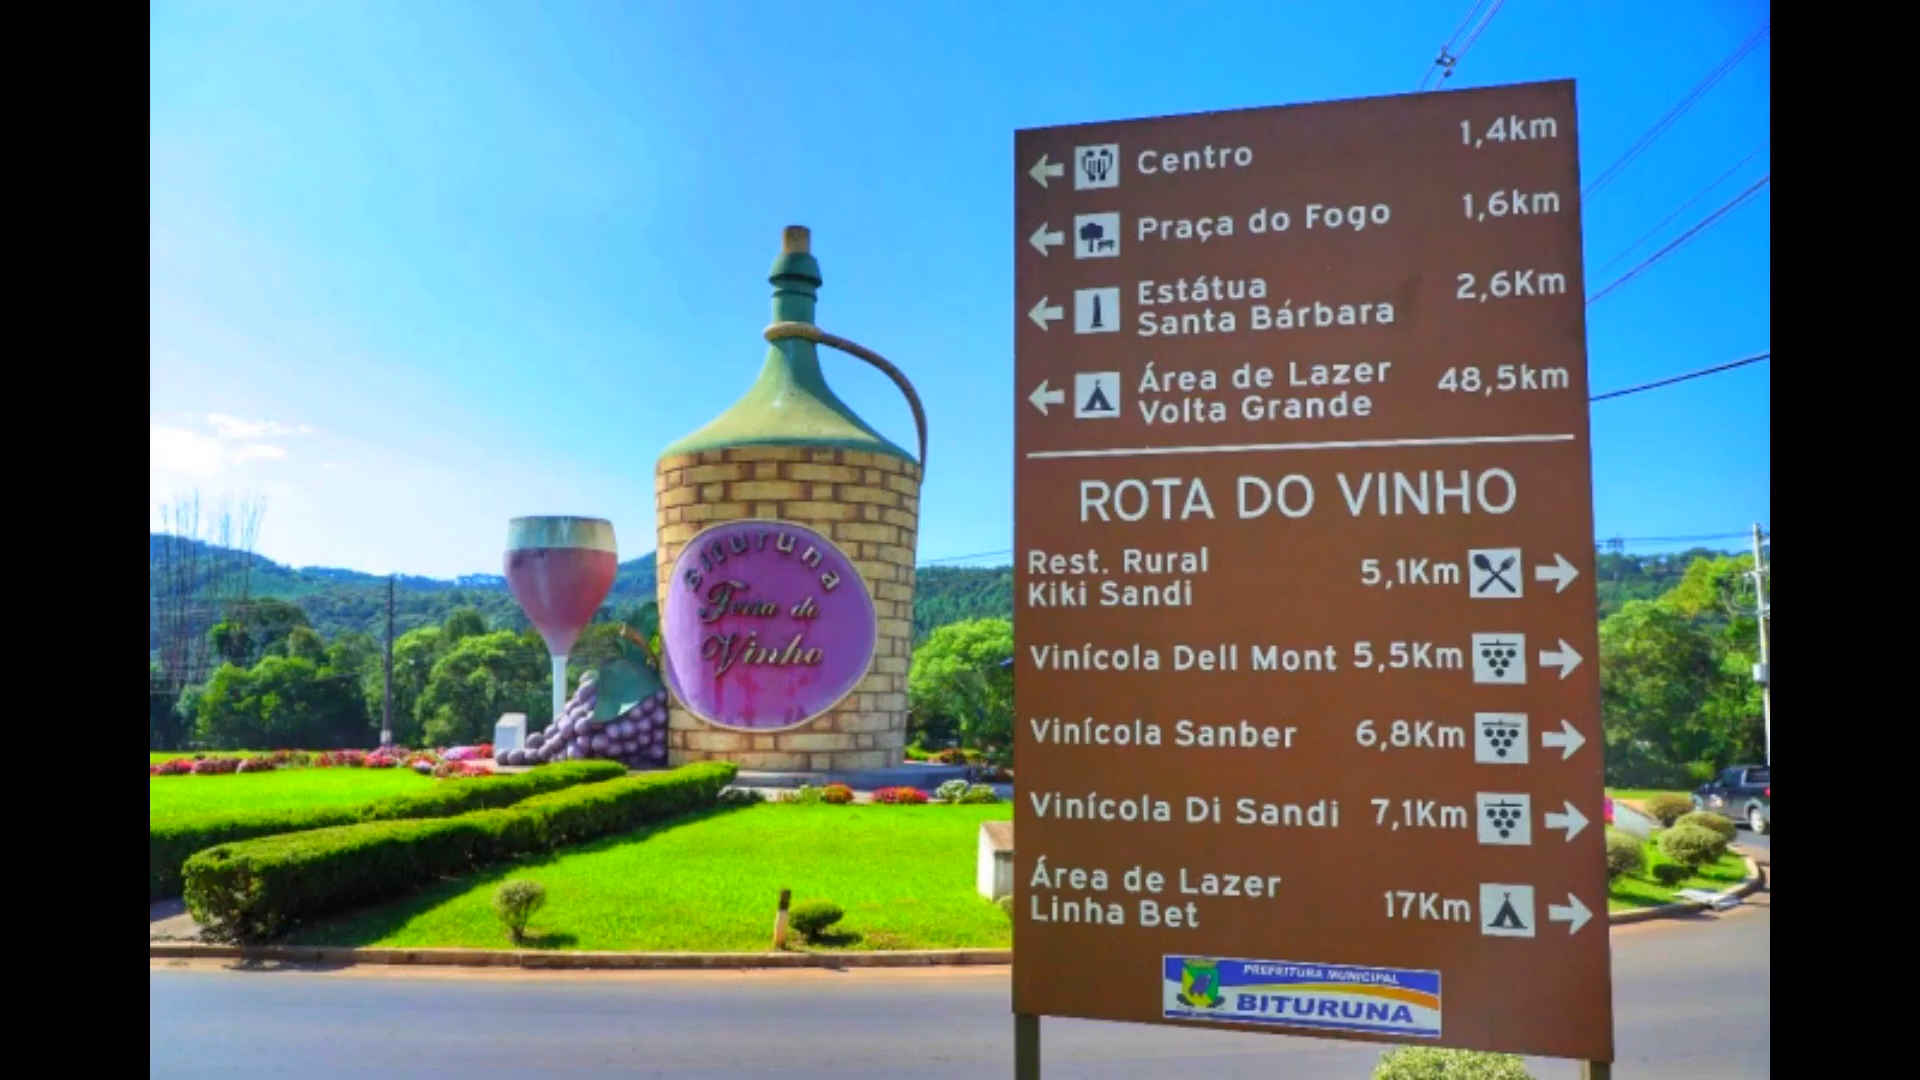 Bituruna
Terra do
Vinho
Centro 1,4km
Praça do Fogo 1,6km
Estátua
Santa Bárbara 2,6Km
Área de Lazer
Volta Grande 48,5km
ROTA DO VINHO
Rest. Rural
Kiki Sandi 5,1Km
Vinícola Dell Mont 5,5Km
Vinícola Sanber 6,8Km
Vinícola Di Sandi 7,1Km
Área de Lazer
Linha Bet 17Km
PREFEITURA MUNICIPAL
BITURUNA